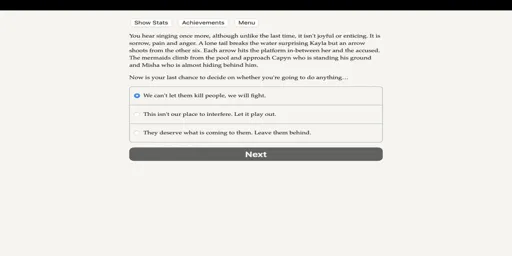 Show Stats Achievements Menu
You hear singing once more, although unlike the last time, it isn't joyful or enticing. It is
sorrow, pain and anger. A lone tail breaks the water surprising Kayla but an arrow
shoots from the other six. Each arrow hits the platform in-between her and the accused.
The mermaids climb from the pool and approach Capyn who is standing his ground
and Misha who is almost hiding behind him.
Now is your last chance to decide on whether you're going to do anything...
We can't let them kill people, we will fight.
This isn't our place to interfere. Let it play out.
They deserve what is coming to them. Leave them behind.
Next